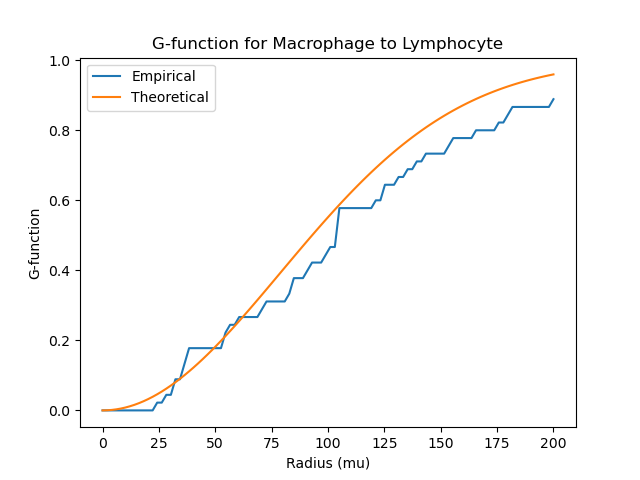 G-function for Macrophage to Lymphocyte
Empirical
Theoretical
G-function
1.0
0.8
0.6
0.4
0.2
0.0
0 25 50 75 100 125 150 175 200
Radius (mu)